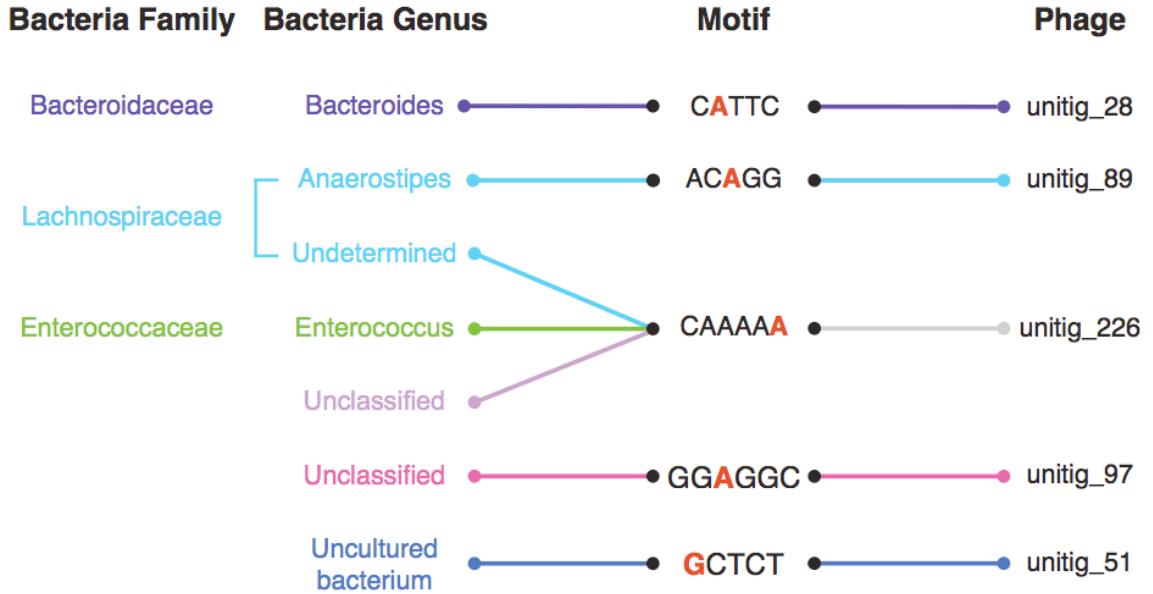 Bacteria Family Bacteria Genus Motif Phage
Bacteroidaceae Bacteroides CATTC unitig_28
Anaerostipes ACAGG unitig_89
Lachnospiraceae
Undetermined
Enterococcaceae Enterococcus CAAAAA unitig_226
Unclassified
Unclassified GGAGGC unitig_97
Uncultured
bacterium GCTCT unitig_51